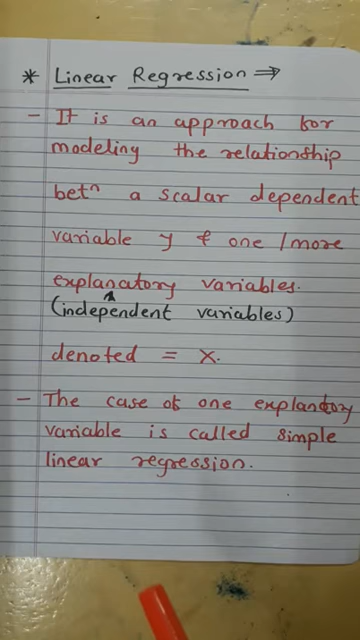 * Linear Regression ⇒
- It is an approach for
modeling the relationship
betⁿ a scalar dependent
variable y & one /more
explanatory variables.
(independent variables)
denoted = X.
- The case of one explanatory
variable is called simple
linear regression.